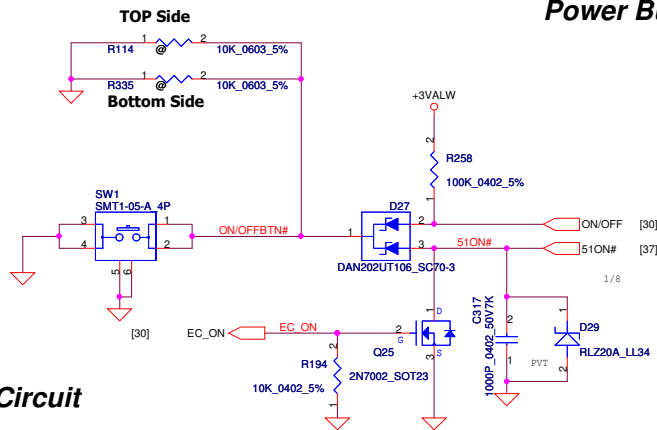 Power Bu
TOP Side
1 2
R114 @ 10K_0603_5%
1 2
R335 @ 10K_0603_5%
Bottom Side
+3VALW
2
R258
100K_0402_5%
1
SW1
SMT1-05-A_4P
3 1
4 2
5 6
ON/OFFBTN#
D27
1 2
3
DAN202UT106_SC70-3
ON/OFF [30]
51ON#
51ON# [37]
1/8
[30] EC_ON
EC_ON
2
R194
10K_0402_5%
1
1 D
2 G
3 S
Q25
2N7002_SOT23
C317
1000P_0402_50V7K
2
1
PVT
1
D29
RLZ20A_LL34
2
Circuit